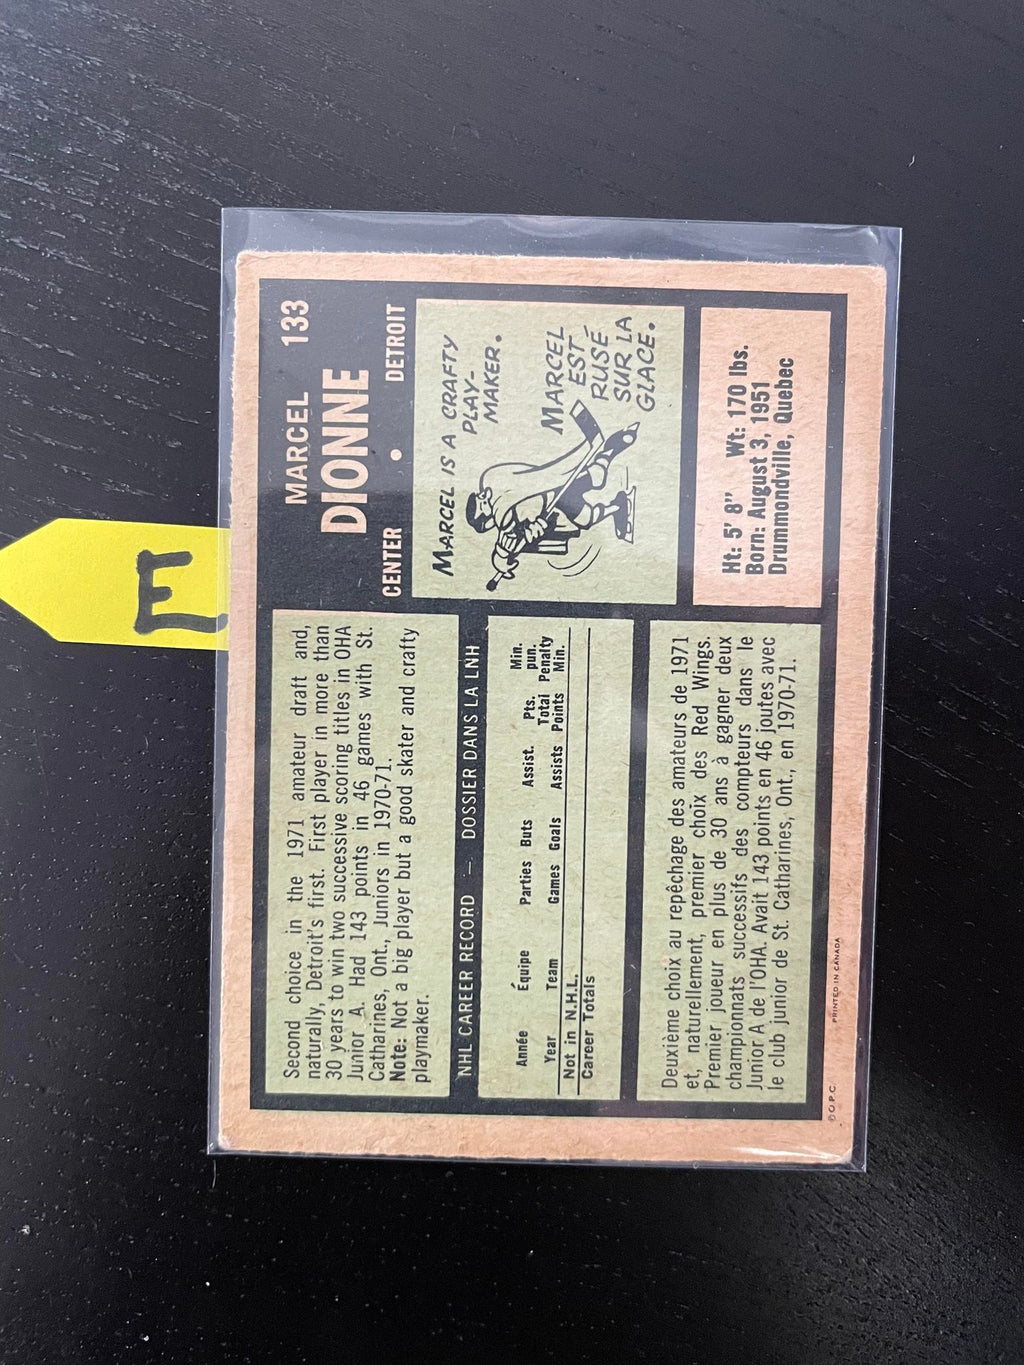 E
MARCEL 133
DIONNE
CENTER • DETROIT
MARCEL IS A CRAFTY
PLAY-
MAKER.
MARCEL
EST
RUSÉ
SUR LA
GLACE.
Ht: 5' 8" Wt: 170 lbs.
Born: August 3, 1951
Drummondville, Quebec
Second choice in the 1971 amateur draft and,
naturally, Detroit's first. First player in more than
30 years to win two successive scoring titles in OHA
Junior A. Had 143 points in 46 games with St.
Catharines, Ont., Juniors in 1970-71.
Note: Not a big player but a good skater and crafty
playmaker.
NHL CAREER RECORD — DOSSIER DANS LA LNH
Année Équipe Parties Buts Assist. Pts. Min. pun.
Year Team Games Goals Assists Total Points Penalty Min.
Not in N.H.L.
Career Totals
Deuxième choix au repêchage des amateurs de 1971
et, naturellement, premier choix des Red Wings.
Premier joueur en plus de 30 ans à gagner deux
championnats successifs des compteurs dans le
Junior A de l'OHA. Avait 143 points en 46 joutes avec
le club junior de St. Catharines, Ont., en 1970-71.
© O.P.C. PRINTED IN CANADA